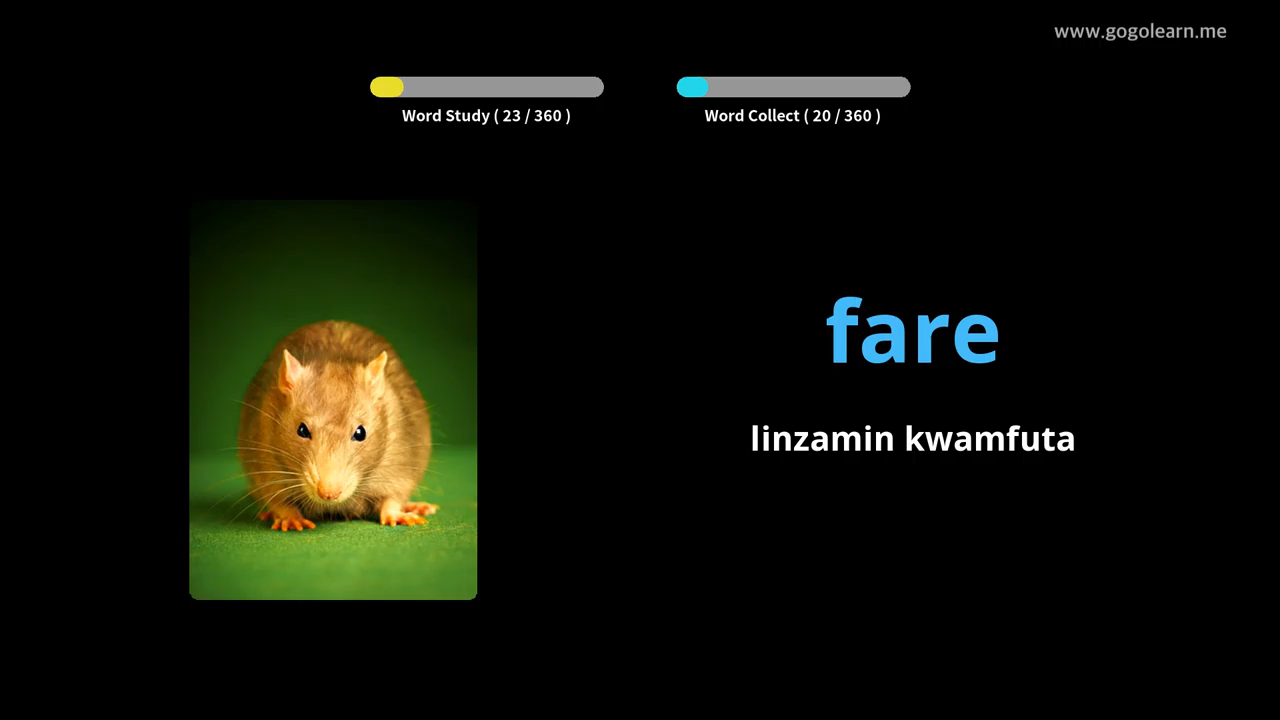 www.gogolearn.me
Word Study ( 23 / 360 )
Word Collect ( 20 / 360 )
fare
linzamin kwamfuta